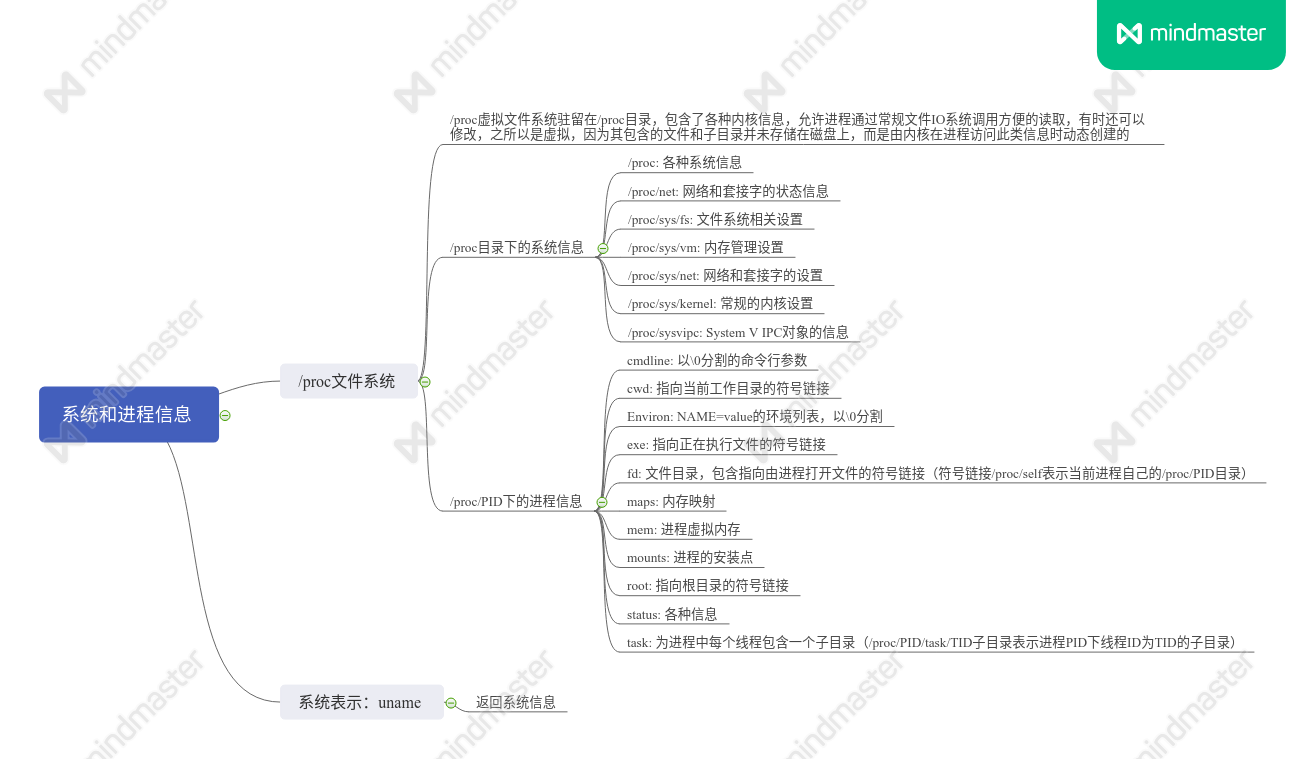 mindmaster
/proc虚拟文件系统驻留在/proc目录，包含了各种内核信息，允许进程通过常规文件IO系统调用方便的读取，有时还可以
修改，之所以是虚拟，因为其包含的文件和子目录并未存储在磁盘上，而是由内核在进程访问此类信息时动态创建的
/proc: 各种系统信息
/proc/net: 网络和套接字的状态信息
/proc/sys/fs: 文件系统相关设置
/proc目录下的系统信息
/proc/sys/vm: 内存管理设置
/proc/sys/net: 网络和套接字的设置
/proc/sys/kernel: 常规的内核设置
/proc/sysvipc: System V IPC对象的信息
/proc文件系统
cmdline: 以\0分割的命令行参数
cwd: 指向当前工作目录的符号链接
系统和进程信息
Environ: NAME=value的环境列表，以\0分割
exe: 指向正在执行文件的符号链接
fd: 文件目录，包含指向由进程打开文件的符号链接（符号链接/proc/self表示当前进程自己的/proc/PID目录）
/proc/PID下的进程信息
maps: 内存映射
mem: 进程虚拟内存
mounts: 进程的安装点
root: 指向根目录的符号链接
status: 各种信息
task: 为进程中每个线程包含一个子目录（/proc/PID/task/TID子目录表示进程PID下线程ID为TID的子目录）
系统表示：uname
返回系统信息
mindmaster
mindmaster
mindmaster
mindmaster
mindmaster
mindmaster
mindmaster
mindmaster
mindmaster
mindmaster
mindmaster